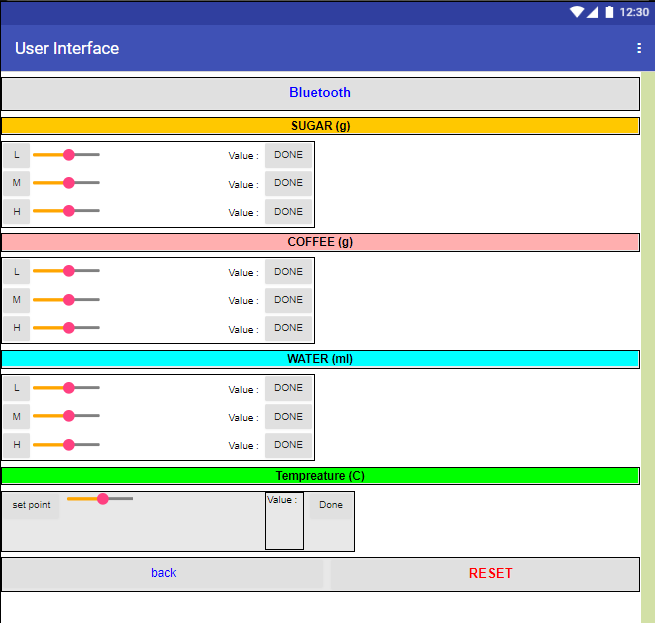 12:30
User Interface
Bluetooth
SUGAR (g)
L Value : DONE
M Value : DONE
H Value : DONE
COFFEE (g)
L Value : DONE
M Value : DONE
H Value : DONE
WATER (ml)
L Value : DONE
M Value : DONE
H Value : DONE
Tempreature (C)
set point Value : Done
back RESET